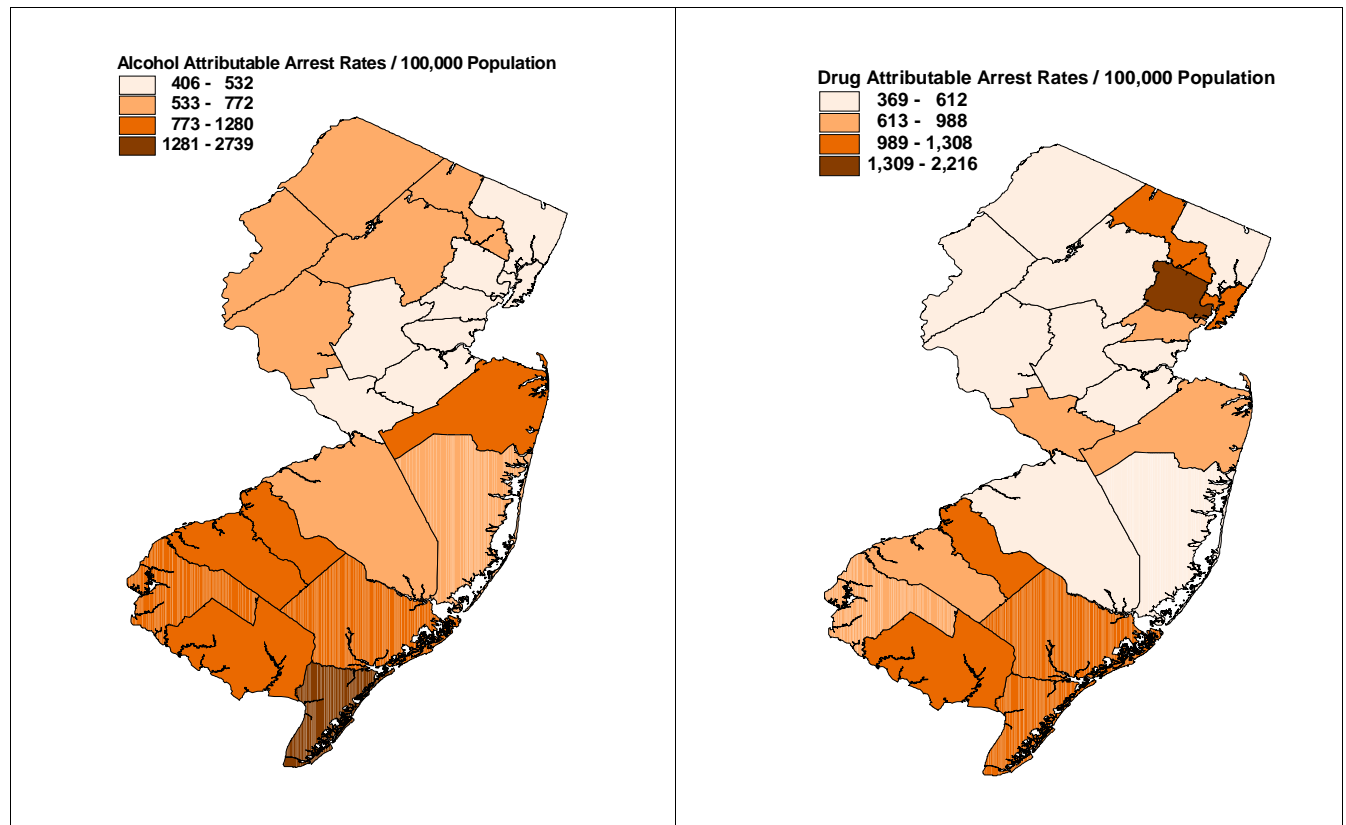 Alcohol Attributable Arrest Rates / 100,000 Population
406 - 532
533 - 772
773 - 1280
1281 - 2739
Drug Attributable Arrest Rates / 100,000 Population
369 - 612
613 - 988
989 - 1,308
1,309 - 2,216